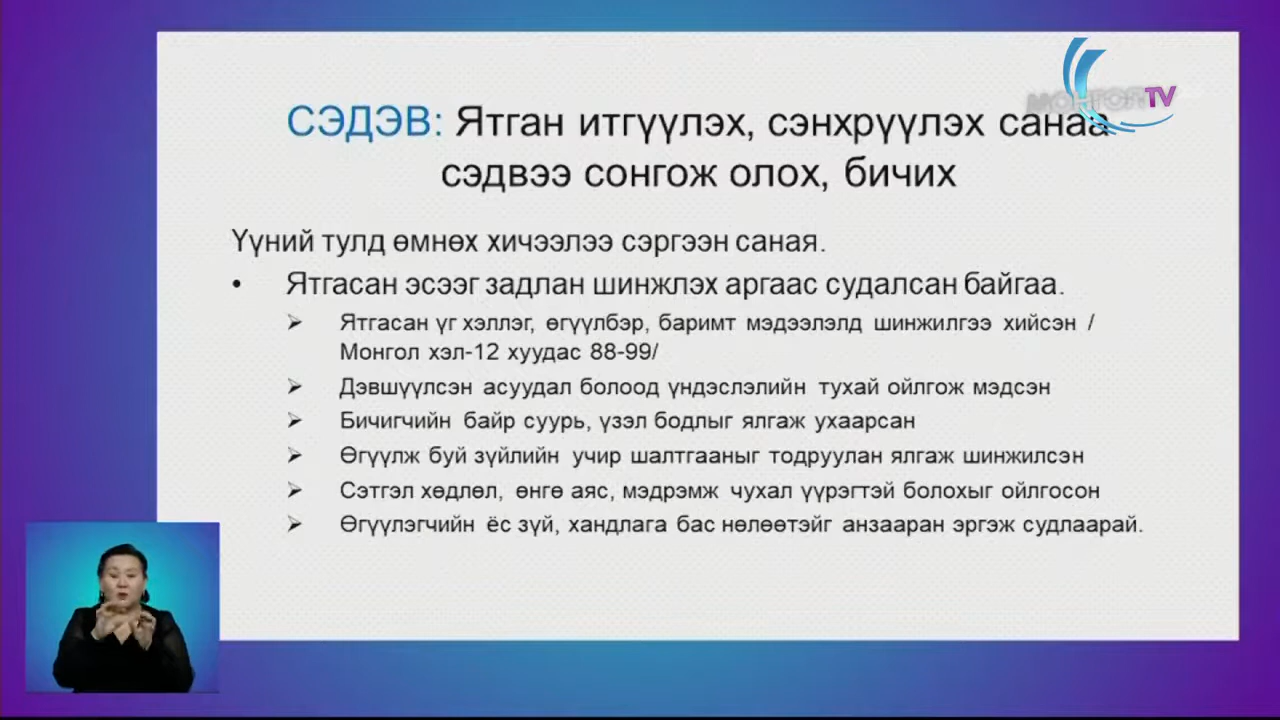 МОНГОЛ TV
СЭДЭВ: Ятган итгүүлэх, сэнхрүүлэх санаа
сэдвээ сонгож олох, бичих
Үүний тулд өмнөх хичээлээ сэргээн саная.
• Ятгасан эсээг задлан шинжлэх аргаас судалсан байгаа.
➢ Ятгасан үг хэллэг, өгүүлбэр, баримт мэдээлэлд шинжилгээ хийсэн /
Монгол хэл-12 хуудас 88-99/
➢ Дэвшүүлсэн асуудал болоод үндэслэлийн тухай ойлгож мэдсэн
➢ Бичигчийн байр суурь, үзэл бодлыг ялгаж ухаарсан
➢ Өгүүлж буй зүйлийн учир шалтгааныг тодруулан ялгаж шинжилсэн
➢ Сэтгэл хөдлөл, өнгө аяс, мэдрэмж чухал үүрэгтэй болохыг ойлгосон
➢ Өгүүлэгчийн ёс зүй, хандлага бас нөлөөтэйг анзааран эргэж судлаарай.